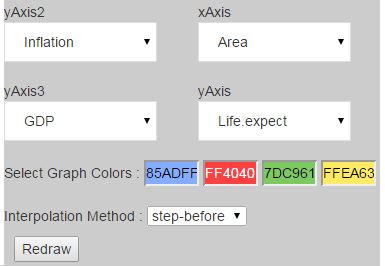 yAxis2 xAxis
Inflation Area
yAxis3 yAxis
GDP Life.expect
Select Graph Colors : 85ADFF FF4040 7DC961 FFEA63
Interpolation Method : step-before
Redraw